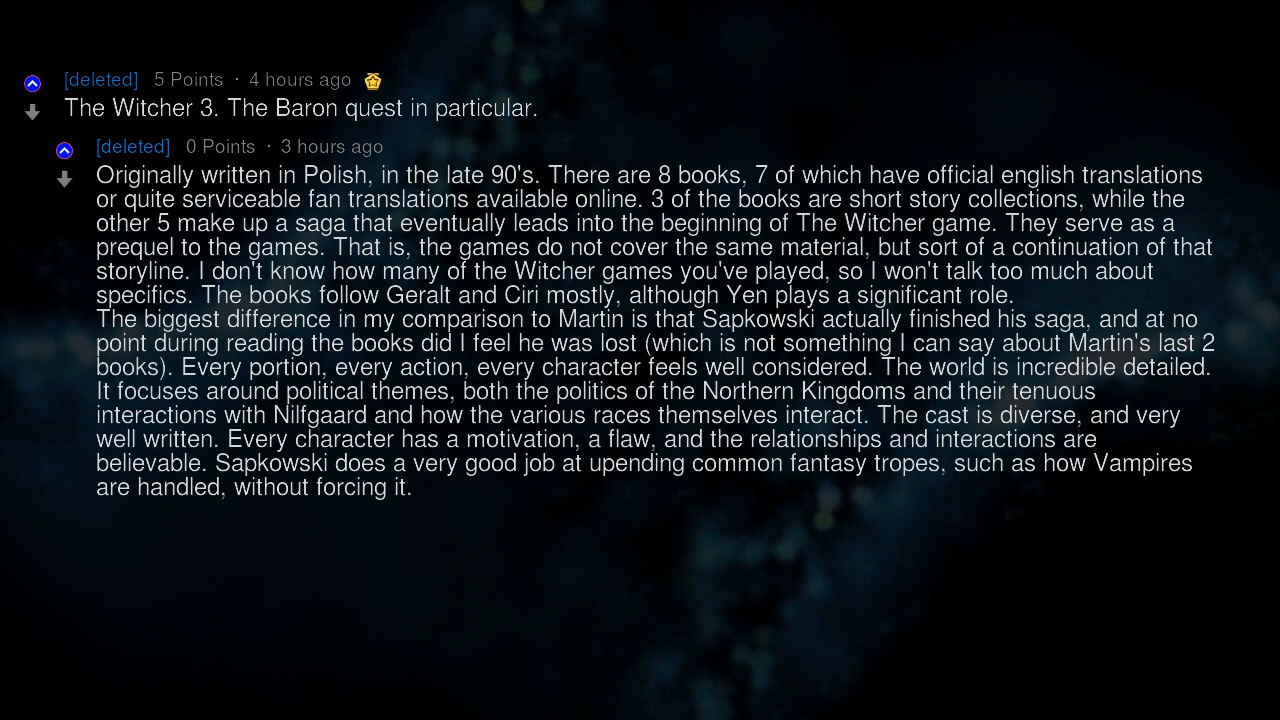 [deleted] 5 Points · 4 hours ago
The Witcher 3. The Baron quest in particular.
[deleted] 0 Points · 3 hours ago
Originally written in Polish, in the late 90's. There are 8 books, 7 of which have official english translations
or quite serviceable fan translations available online. 3 of the books are short story collections, while the
other 5 make up a saga that eventually leads into the beginning of The Witcher game. They serve as a
prequel to the games. That is, the games do not cover the same material, but sort of a continuation of that
storyline. I don't know how many of the Witcher games you've played, so I won't talk too much about
specifics. The books follow Geralt and Ciri mostly, although Yen plays a significant role.
The biggest difference in my comparison to Martin is that Sapkowski actually finished his saga, and at no
point during reading the books did I feel he was lost (which is not something I can say about Martin's last 2
books). Every portion, every action, every character feels well considered. The world is incredible detailed.
It focuses around political themes, both the politics of the Northern Kingdoms and their tenuous
interactions with Nilfgaard and how the various races themselves interact. The cast is diverse, and very
well written. Every character has a motivation, a flaw, and the relationships and interactions are
believable. Sapkowski does a very good job at upending common fantasy tropes, such as how Vampires
are handled, without forcing it.